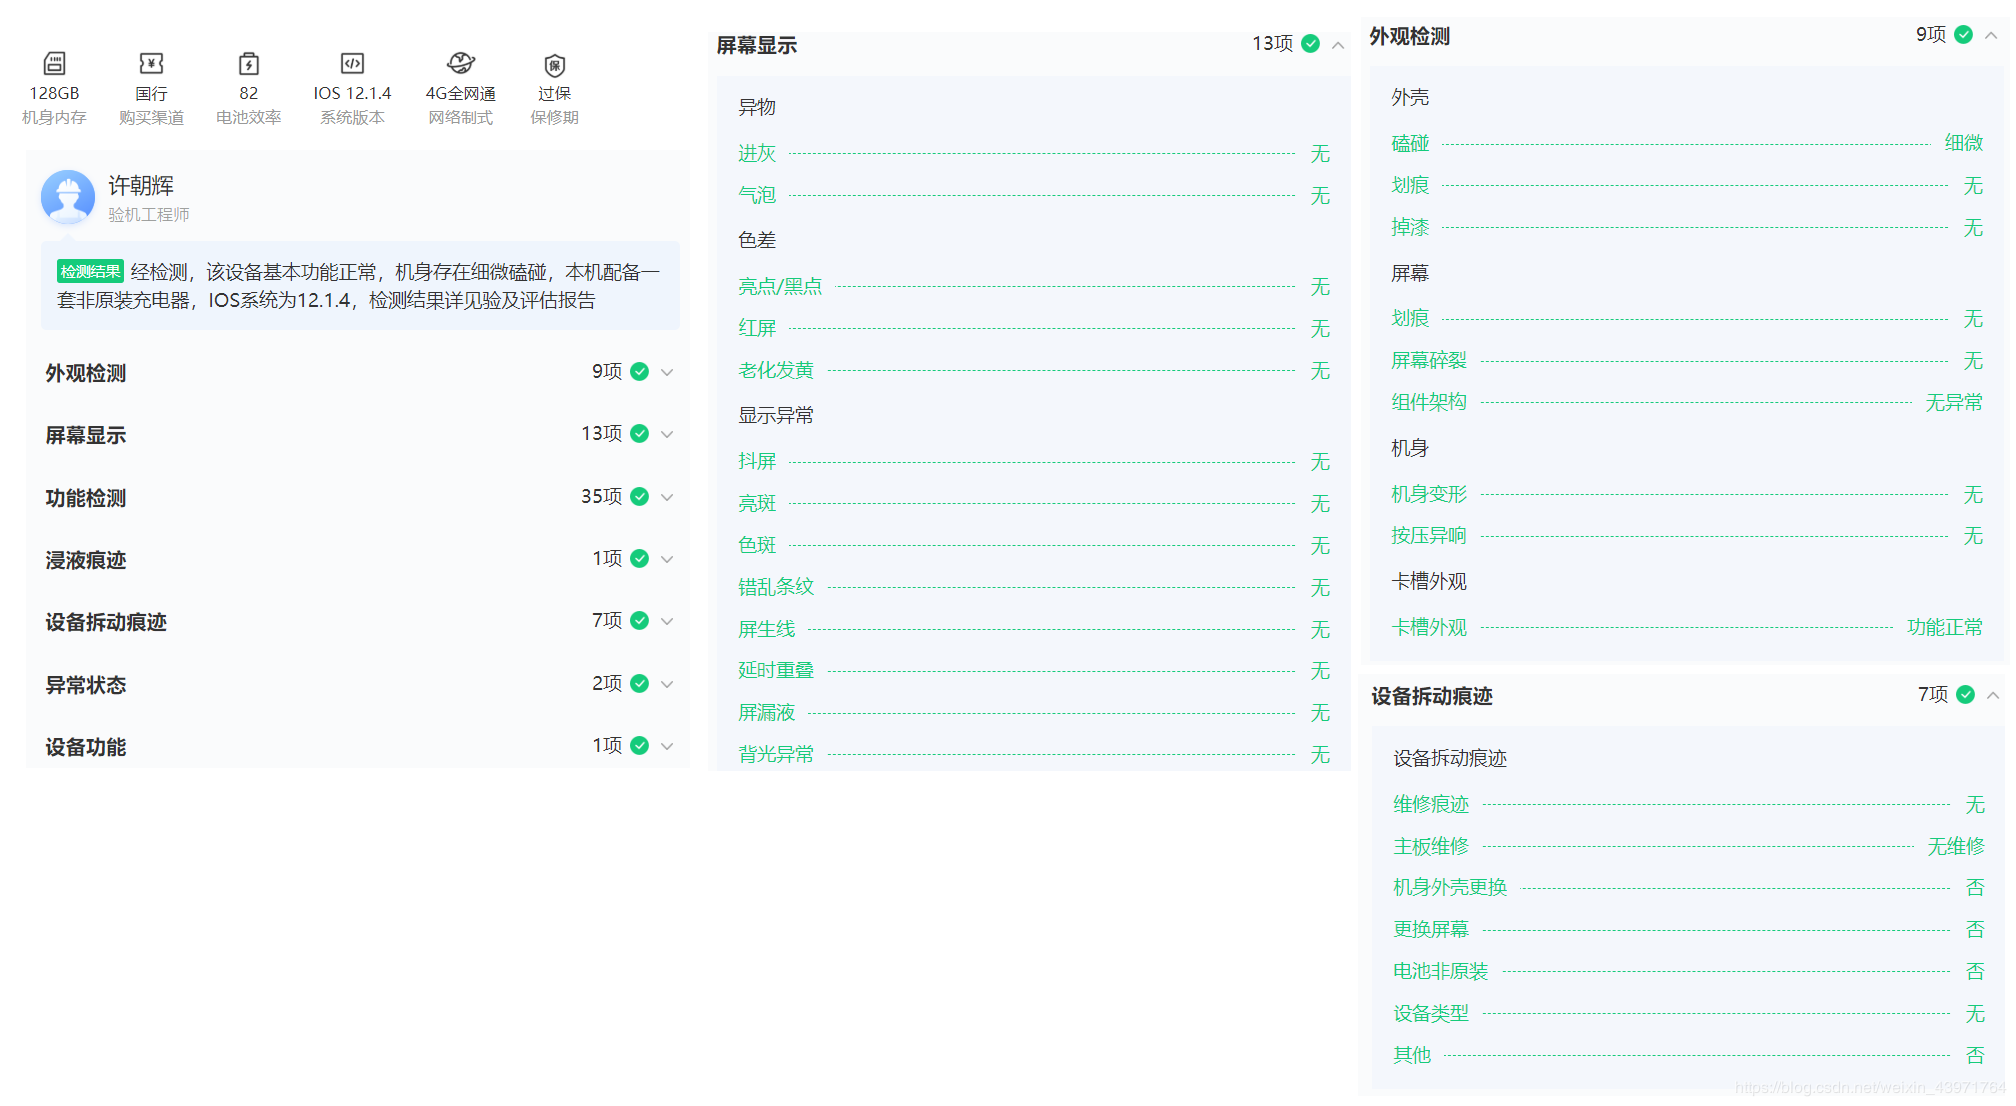 128GB
机身内存
国行
购买渠道
82
电池效率
IOS 12.1.4
系统版本
4G全网通
网络制式
保
过保
保修期
许朝辉
验机工程师
检测结果 经检测，该设备基本功能正常，机身存在细微磕碰，本机配备一
套非原装充电器，IOS系统为12.1.4，检测结果详见验及评估报告
外观检测 9项
屏幕显示 13项
功能检测 35项
浸液痕迹 1项
设备拆动痕迹 7项
异常状态 2项
设备功能 1项
屏幕显示 13项
异物
进灰 无
气泡 无
色差
亮点/黑点 无
红屏 无
老化发黄 无
显示异常
抖屏 无
亮斑 无
色斑 无
错乱条纹 无
屏生线 无
延时重叠 无
屏漏液 无
背光异常 无
外观检测 9项
外壳
磕碰 细微
划痕 无
掉漆 无
屏幕
划痕 无
屏幕碎裂 无
组件架构 无异常
机身
机身变形 无
按压异响 无
卡槽外观
卡槽外观 功能正常
设备拆动痕迹 7项
设备拆动痕迹
维修痕迹 无
主板维修 无维修
机身外壳更换 否
更换屏幕 否
电池非原装 否
设备类型 无
其他 否
https://blog.csdn.net/weixin_43971764